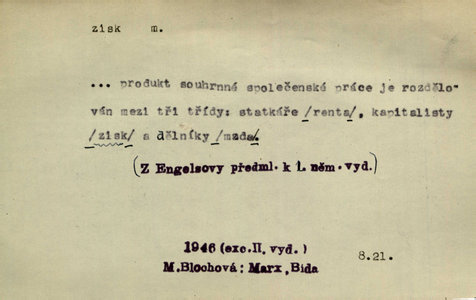 zisk m.
... produkt souhrnné společenské práce je rozdělo-
ván mezi tři třídy: statkáře /renta/, kapitalisty
/zisk/ a dělníky /mzda/.
(Z Engelsovy předml. k 1. něm. vyd.)
1946 (exc.II. vyd.)
8.21.
M.Blochová: Marx, Bída